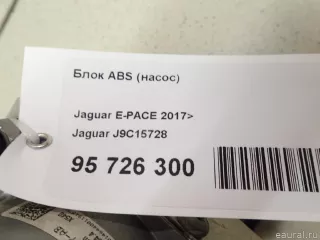 Блок ABS (насос)
Jaguar E-PACE 2017>
Jaguar J9C15728
95 726 300
eaural.ru